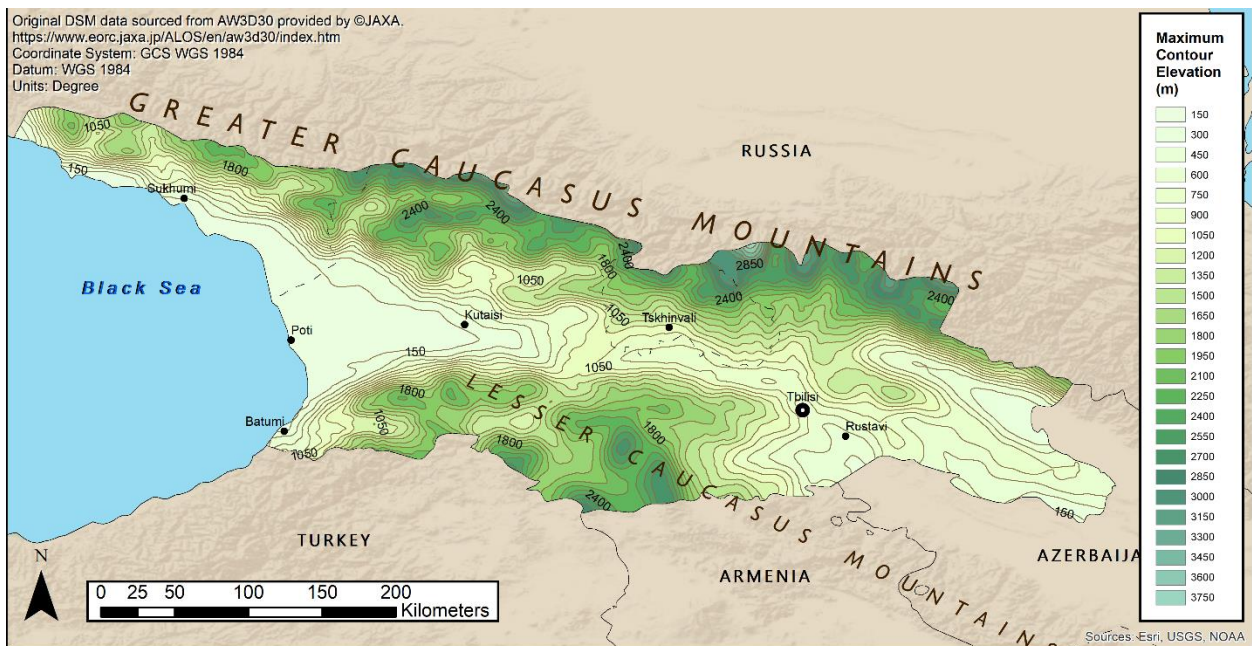 Original DSM data sourced from AW3D30 provided by ©JAXA.
https://www.eorc.jaxa.jp/ALOS/en/aw3d30/index.htm
Coordinate System: GCS WGS 1984
Datum: WGS 1984
Units: Degree
GREATER CAUCASUS MOUNTAINS
RUSSIA
1050
1800
150
Sukhumi
2400
2400
2400
1800
2850
2400
2400
1050
1050
Black Sea
Poti
Kutaisi
Tskhinvali
150
1050
LESSER CAUCASUS MOUNTAINS
1800
1050
1800
1800
Batumi
1050
Tbilisi
Rustavi
2400
150
TURKEY
ARMENIA
AZERBAIJA
N
0 25 50 100 150 200
Kilometers
Maximum
Contour
Elevation
(m)
150
300
450
600
750
900
1050
1200
1350
1500
1650
1800
1950
2100
2250
2400
2550
2700
2850
3000
3150
3300
3450
3600
3750
Sources: Esri, USGS, NOAA